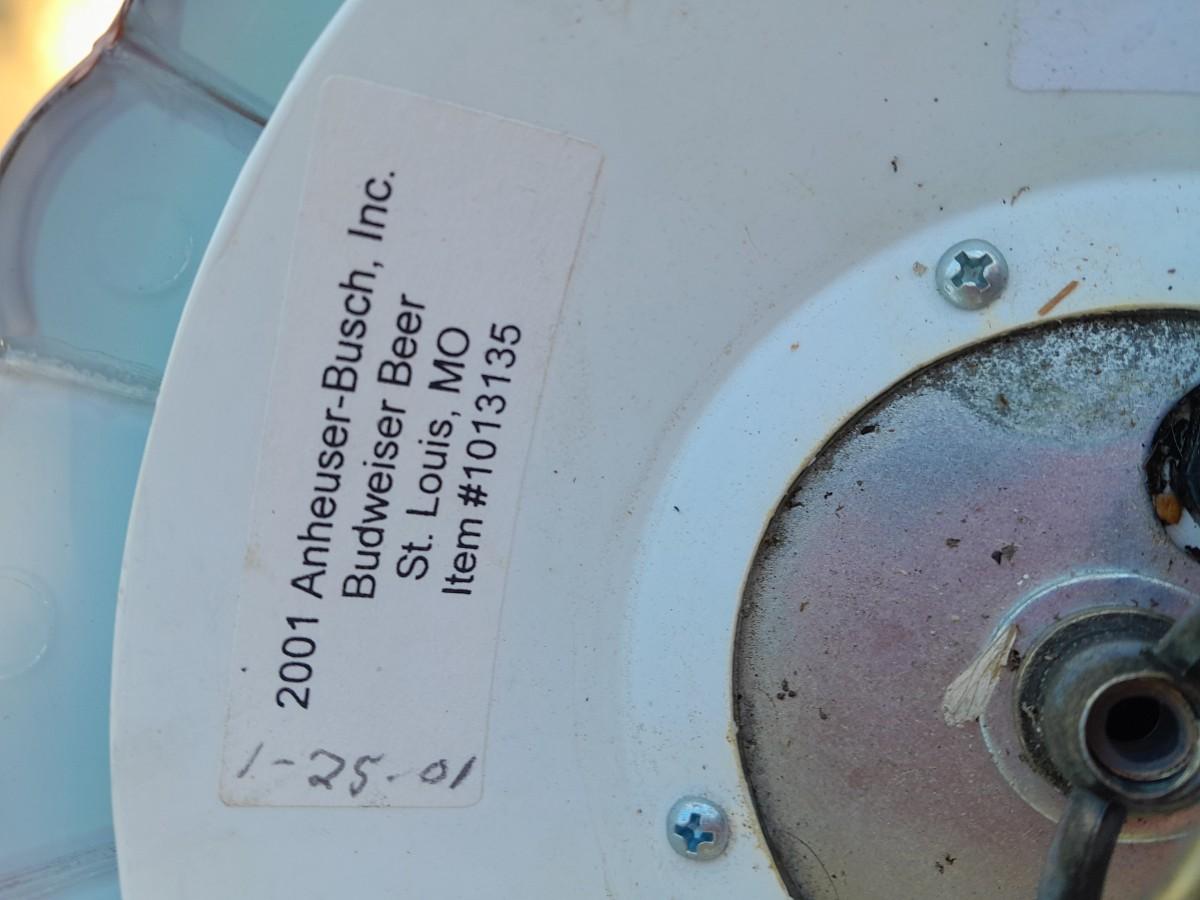 2001 Anheuser-Busch, Inc.
Budweiser Beer
St. Louis, MO
Item #1013135
1-25-01